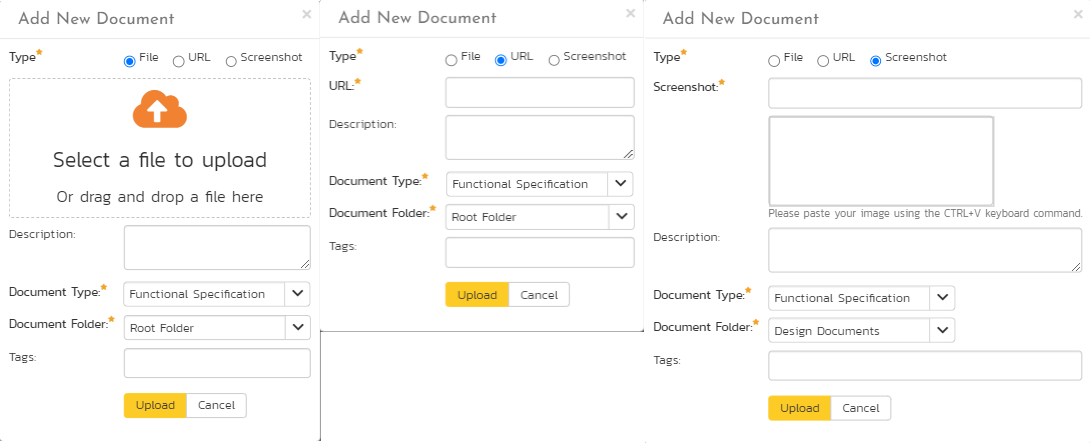 Add New Document ×
Type* File URL Screenshot
Select a file to upload
Or drag and drop a file here
Description:
Document Type:* Functional Specification
Document Folder:* Root Folder
Tags:
Upload Cancel
Add New Document ×
Type* File URL Screenshot
URL:*
Description:
Document Type:* Functional Specification
Document Folder:* Root Folder
Tags:
Upload Cancel
Add New Document ×
Type* File URL Screenshot
Screenshot:*
Please paste your image using the CTRL+V keyboard command.
Description:
Document Type:* Functional Specification
Document Folder:* Design Documents
Tags:
Upload Cancel